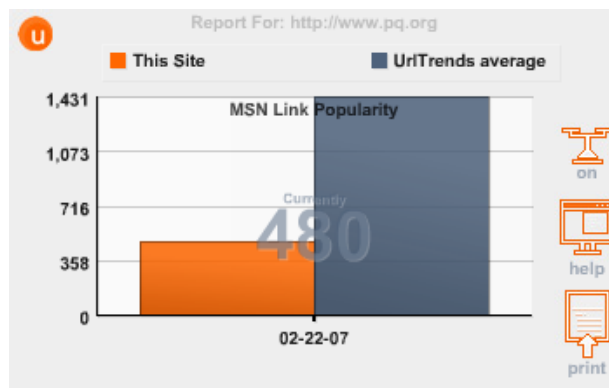 u
Report For: http://www.pq.org
This Site
UrlTrends average
MSN Link Popularity
1,431
1,073
716
358
0
Currently
480
02-22-07
on
help
print